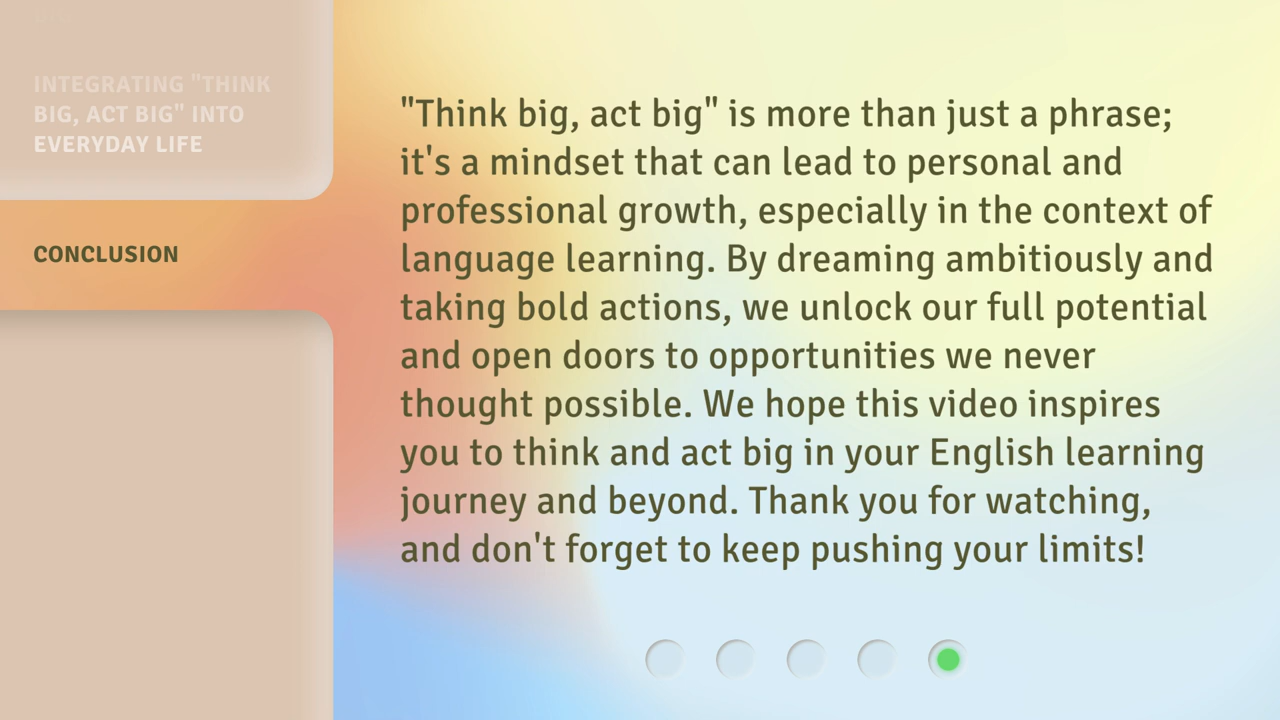 INTEGRATING "THINK
BIG, ACT BIG" INTO
EVERYDAY LIFE
CONCLUSION
"Think big, act big" is more than just a phrase;
it's a mindset that can lead to personal and
professional growth, especially in the context of
language learning. By dreaming ambitiously and
taking bold actions, we unlock our full potential
and open doors to opportunities we never
thought possible. We hope this video inspires
you to think and act big in your English learning
journey and beyond. Thank you for watching,
and don't forget to keep pushing your limits!